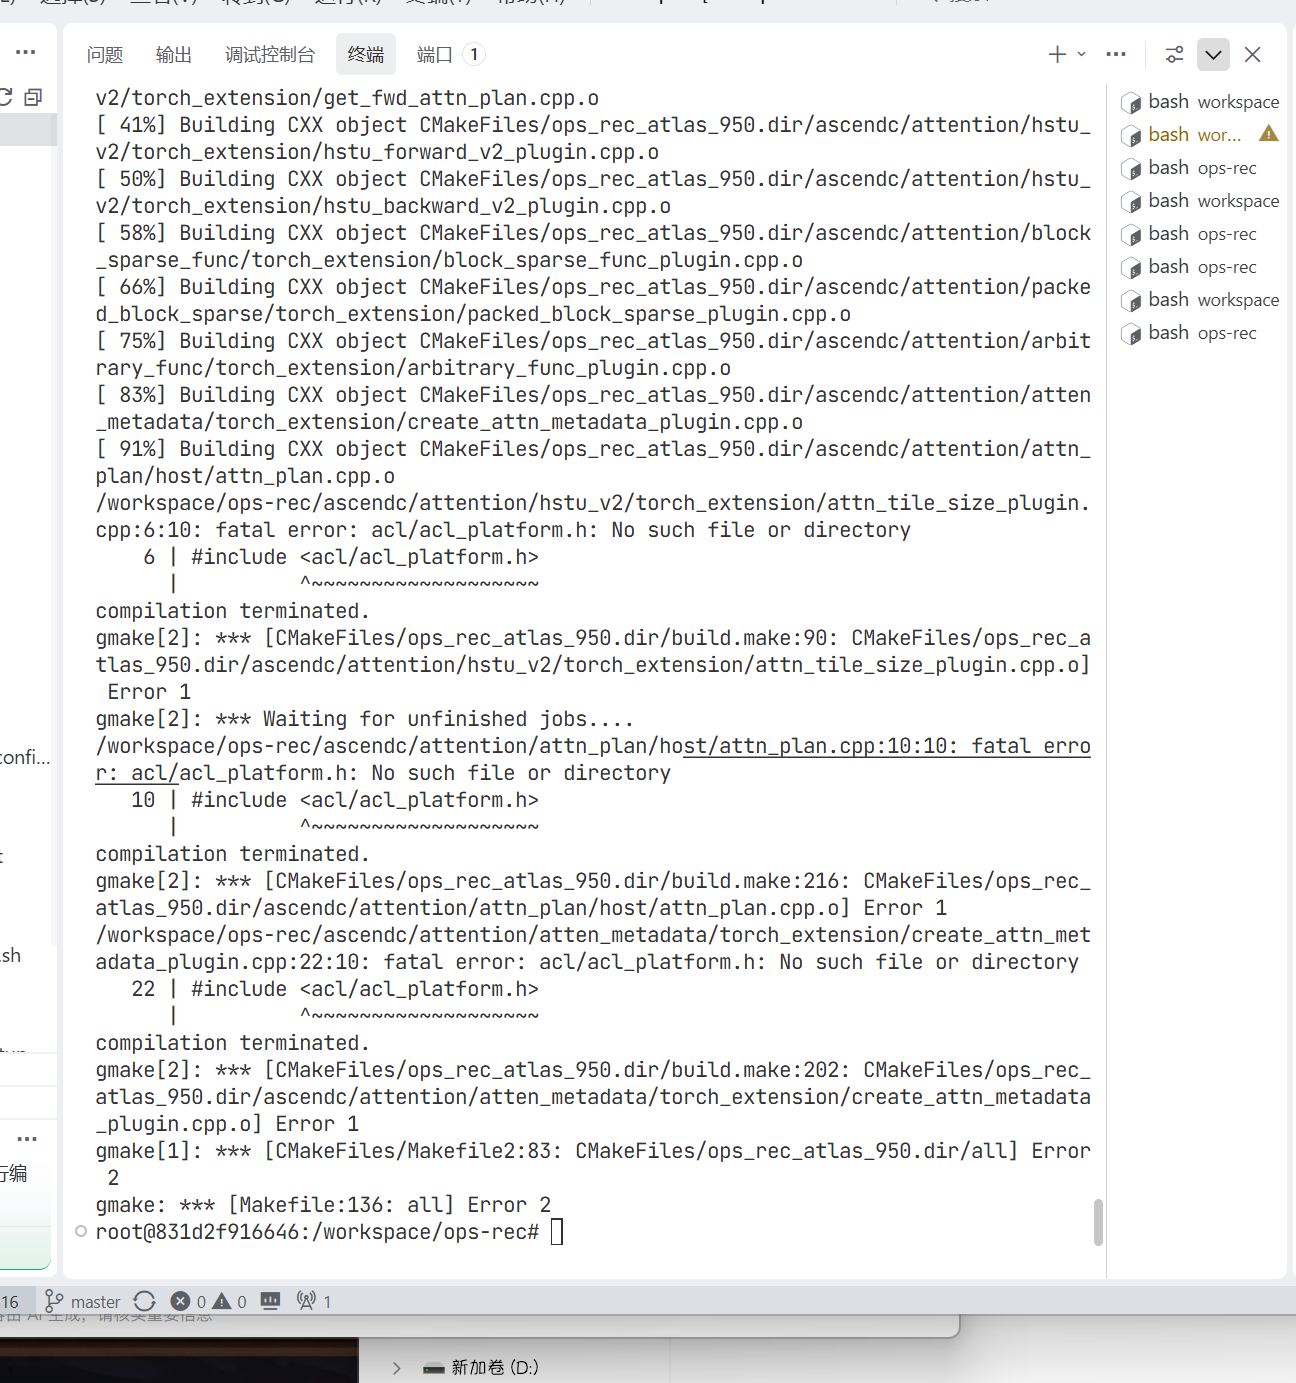 问题 输出 调试控制台 终端 端口 1
v2/torch_extension/get_fwd_attn_plan.cpp.o
[ 41%] Building CXX object CMakeFiles/ops_rec_atlas_950.dir/ascendc/attention/hstu_
v2/torch_extension/hstu_forward_v2_plugin.cpp.o
[ 50%] Building CXX object CMakeFiles/ops_rec_atlas_950.dir/ascendc/attention/hstu_
v2/torch_extension/hstu_backward_v2_plugin.cpp.o
[ 58%] Building CXX object CMakeFiles/ops_rec_atlas_950.dir/ascendc/attention/block
_sparse_func/torch_extension/block_sparse_func_plugin.cpp.o
[ 66%] Building CXX object CMakeFiles/ops_rec_atlas_950.dir/ascendc/attention/packe
d_block_sparse/torch_extension/packed_block_sparse_plugin.cpp.o
[ 75%] Building CXX object CMakeFiles/ops_rec_atlas_950.dir/ascendc/attention/arbit
rary_func/torch_extension/arbitrary_func_plugin.cpp.o
[ 83%] Building CXX object CMakeFiles/ops_rec_atlas_950.dir/ascendc/attention/atten
_metadata/torch_extension/create_attn_metadata_plugin.cpp.o
[ 91%] Building CXX object CMakeFiles/ops_rec_atlas_950.dir/ascendc/attention/attn_
plan/host/attn_plan.cpp.o
/workspace/ops-rec/ascendc/attention/hstu_v2/torch_extension/attn_tile_size_plugin.
cpp:6:10: fatal error: acl/acl_platform.h: No such file or directory
6 | #include <acl/acl_platform.h>
| ^~~~~~~~~~~~~~~~~~~~
compilation terminated.
gmake[2]: *** [CMakeFiles/ops_rec_atlas_950.dir/build.make:90: CMakeFiles/ops_rec_a
tlas_950.dir/ascendc/attention/hstu_v2/torch_extension/attn_tile_size_plugin.cpp.o]
Error 1
gmake[2]: *** Waiting for unfinished jobs....
/workspace/ops-rec/ascendc/attention/attn_plan/host/attn_plan.cpp:10:10: fatal erro
r: acl/acl_platform.h: No such file or directory
10 | #include <acl/acl_platform.h>
| ^~~~~~~~~~~~~~~~~~~~
compilation terminated.
gmake[2]: *** [CMakeFiles/ops_rec_atlas_950.dir/build.make:216: CMakeFiles/ops_rec_
atlas_950.dir/ascendc/attention/attn_plan/host/attn_plan.cpp.o] Error 1
/workspace/ops-rec/ascendc/attention/atten_metadata/torch_extension/create_attn_met
adata_plugin.cpp:22:10: fatal error: acl/acl_platform.h: No such file or directory
22 | #include <acl/acl_platform.h>
| ^~~~~~~~~~~~~~~~~~~~
compilation terminated.
gmake[2]: *** [CMakeFiles/ops_rec_atlas_950.dir/build.make:202: CMakeFiles/ops_rec_
atlas_950.dir/ascendc/attention/atten_metadata/torch_extension/create_attn_metadata
_plugin.cpp.o] Error 1
gmake[1]: *** [CMakeFiles/Makefile2:83: CMakeFiles/ops_rec_atlas_950.dir/all] Error
2
gmake: *** [Makefile:136: all] Error 2
root@831d2f916646:/workspace/ops-rec#
bash workspace
bash wor...
bash ops-rec
bash workspace
bash ops-rec
bash ops-rec
bash workspace
bash ops-rec
confi...
t
.sh
行编
16 master 0 0 1
新加卷 (D:)